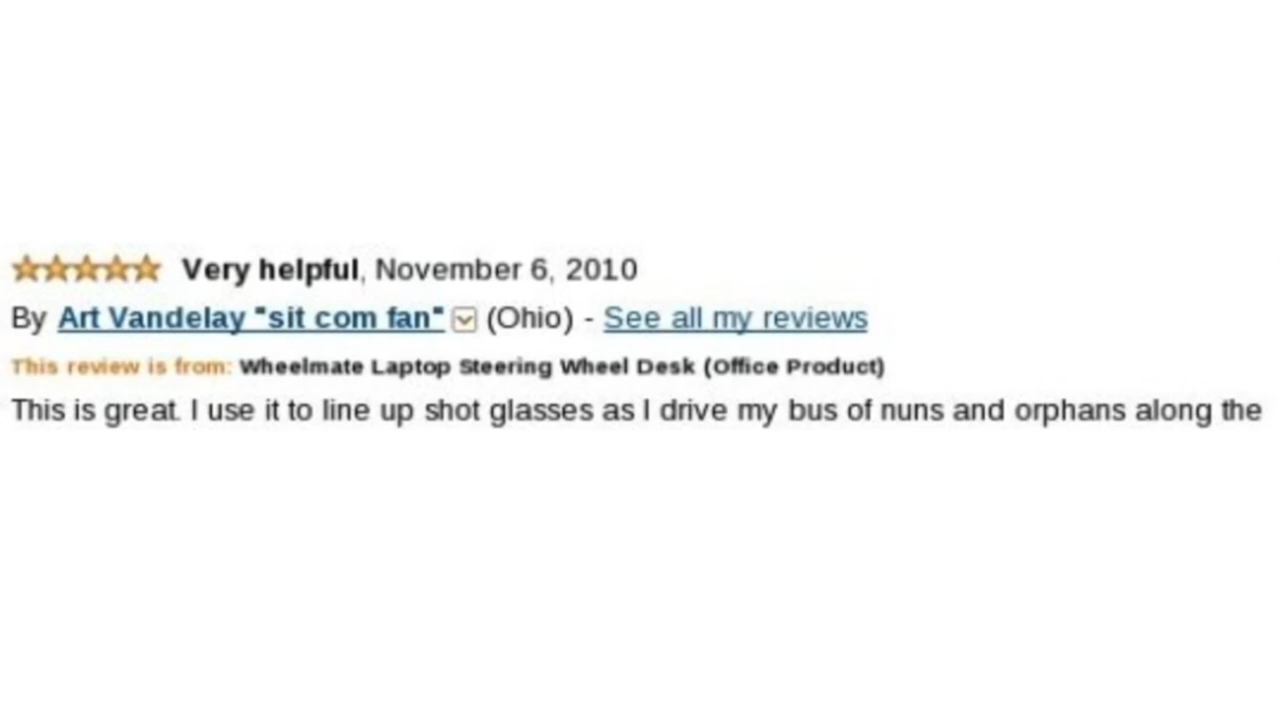 Very helpful, November 6, 2010
By Art Vandelay "sit com fan" (Ohio) - See all my reviews
This review is from: Wheelmate Laptop Steering Wheel Desk (Office Product)
This is great. I use it to line up shot glasses as I drive my bus of nuns and orphans along the